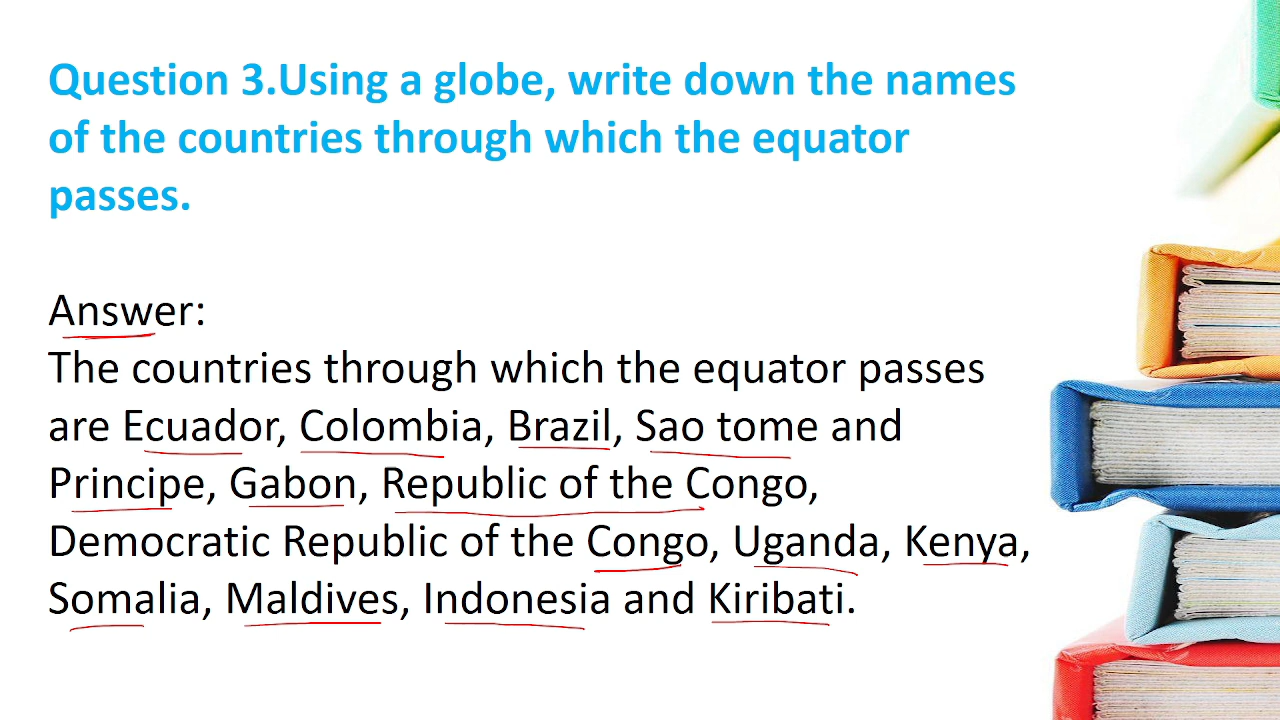 Question 3.Using a globe, write down the names
of the countries through which the equator
passes.
Answer:
The countries through which the equator passes
are Ecuador, Colombia, Brazil, Sao tome and
Principe, Gabon, Republic of the Congo,
Democratic Republic of the Congo, Uganda, Kenya,
Somalia, Maldives, Indonesia and Kiribati.